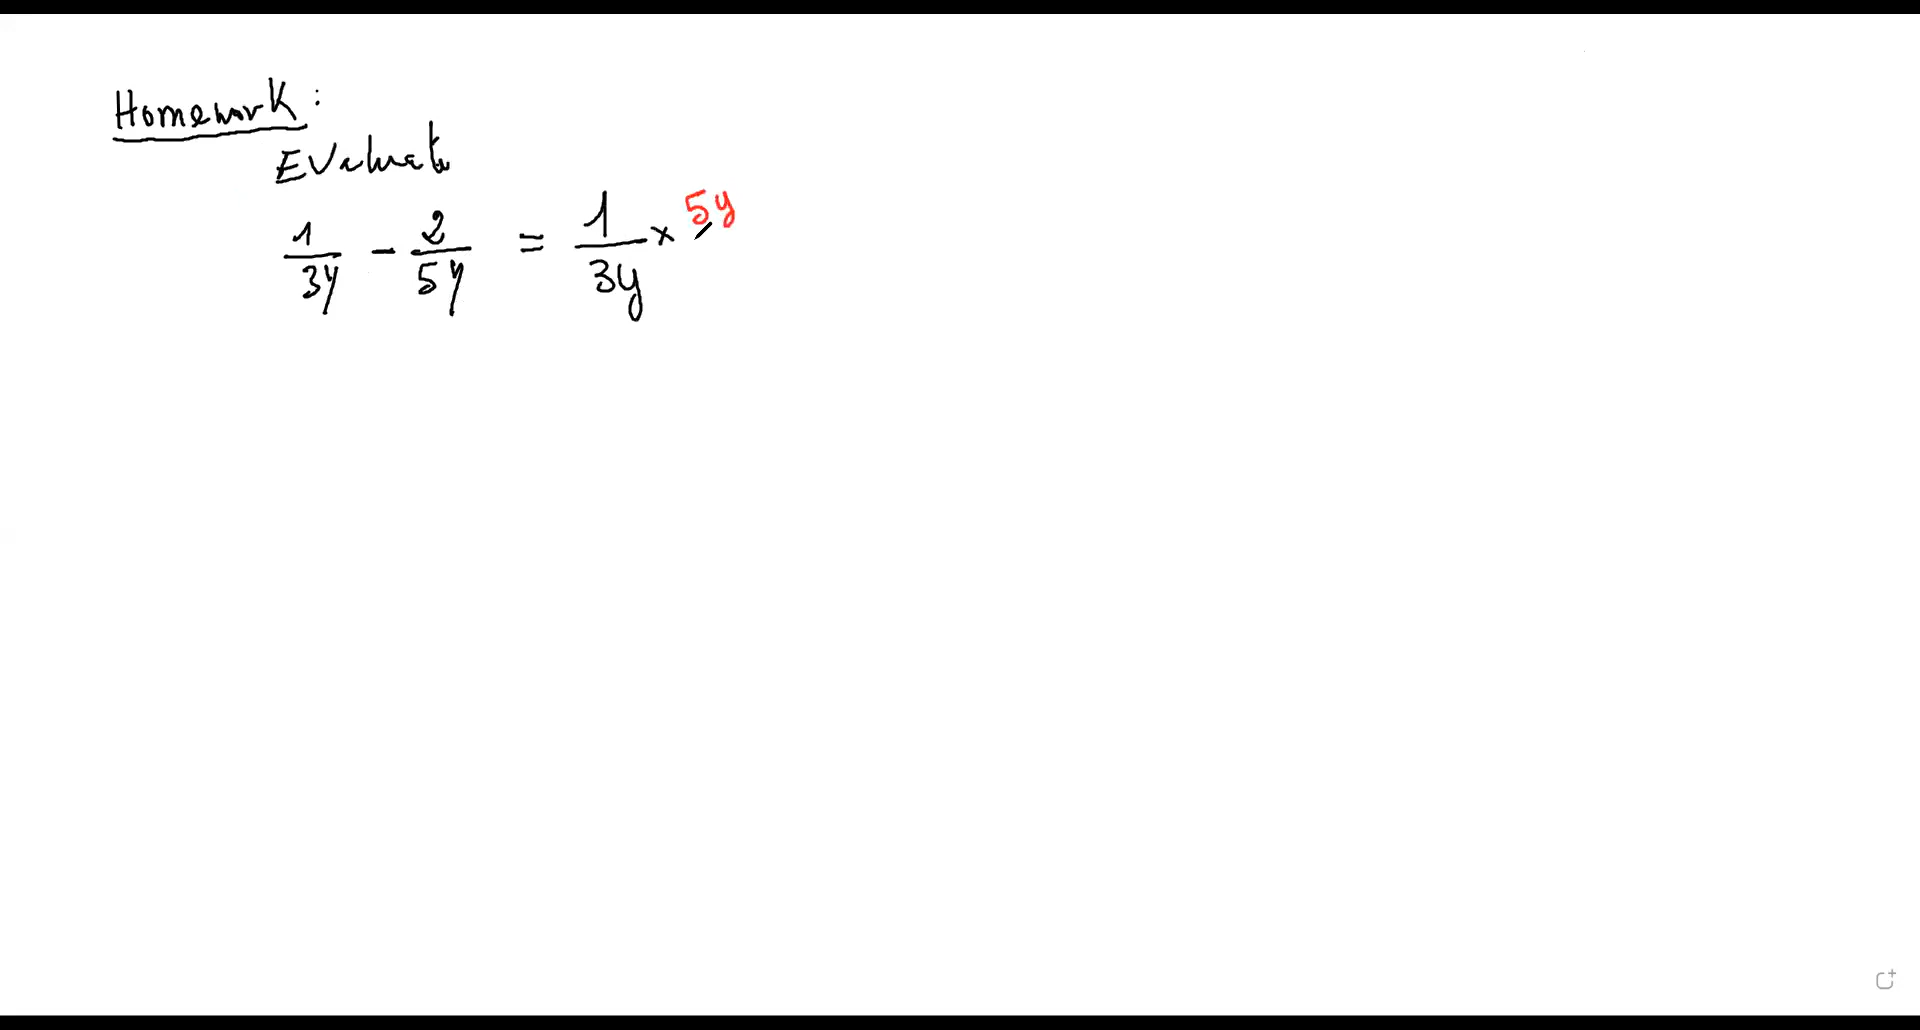 Homework:
Evaluate
1/3y - 2/5y = 1/3y × 5y